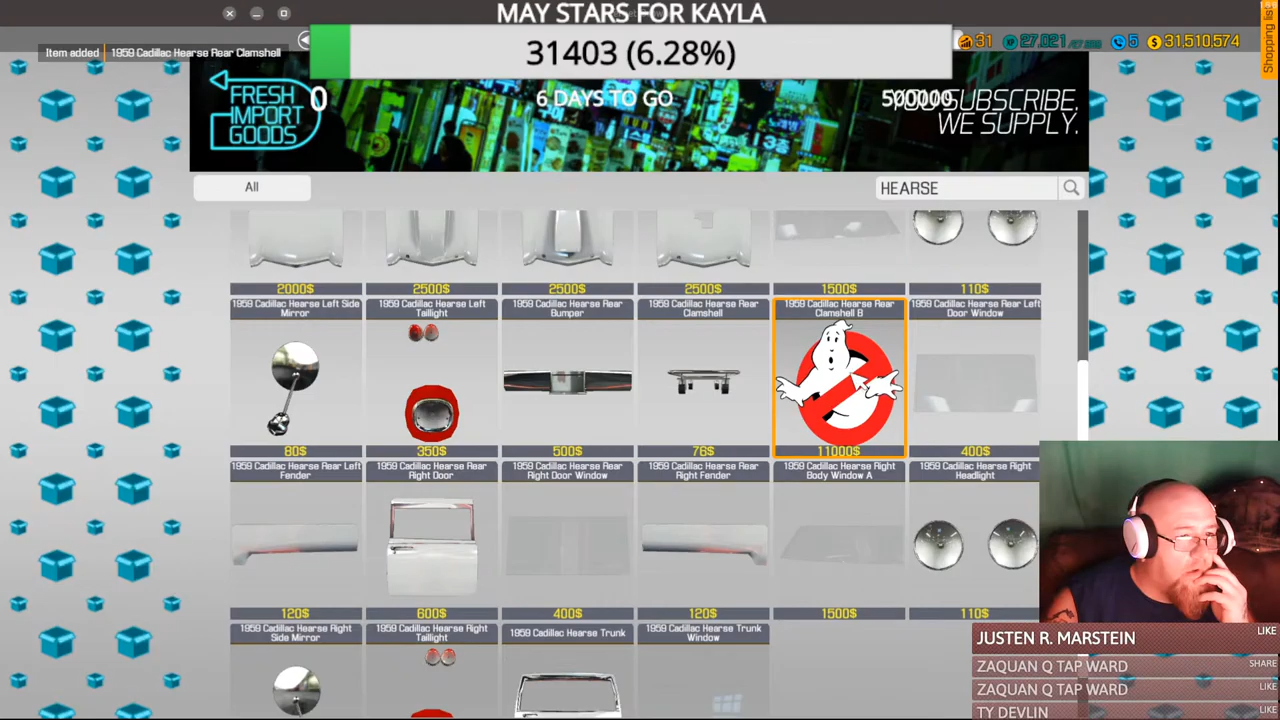 MAY STARS FOR KAYLA
31403 (6.28%)
0
6 DAYS TO GO
500000
Item added
1959 Cadillac Hearse Rear Clamshell
31
27,021
5
31,510,574
Shopping list
FRESH
IMPORT
GOODS
YOU SUBSCRIBE.
WE SUPPLY.
All
HEARSE
2000$
2500$
2500$
2500$
1500$
110$
1959 Cadillac Hearse Left Side
Mirror
1959 Cadillac Hearse Left
Taillight
1959 Cadillac Hearse Rear
Bumper
1959 Cadillac Hearse Rear
Clamshell
1959 Cadillac Hearse Rear
Clamshell B
1959 Cadillac Hearse Rear Left
Door Window
80$
350$
500$
76$
11000$
400$
1959 Cadillac Hearse Rear Left
Fender
1959 Cadillac Hearse Rear
Right Door
1959 Cadillac Hearse Rear
Right Door Window
1959 Cadillac Hearse Rear
Right Fender
1959 Cadillac Hearse Right
Body Window A
1959 Cadillac Hearse Right
Headlight
120$
600$
400$
120$
1500$
110$
1959 Cadillac Hearse Right
Side Mirror
1959 Cadillac Hearse Right
Taillight
1959 Cadillac Hearse Trunk
1959 Cadillac Hearse Trunk
Window
JUSTEN R. MARSTEIN
LIKE
ZAQUAN Q TAP WARD
SHARE
ZAQUAN Q TAP WARD
LIKE
TY DEVLIN
LIKE